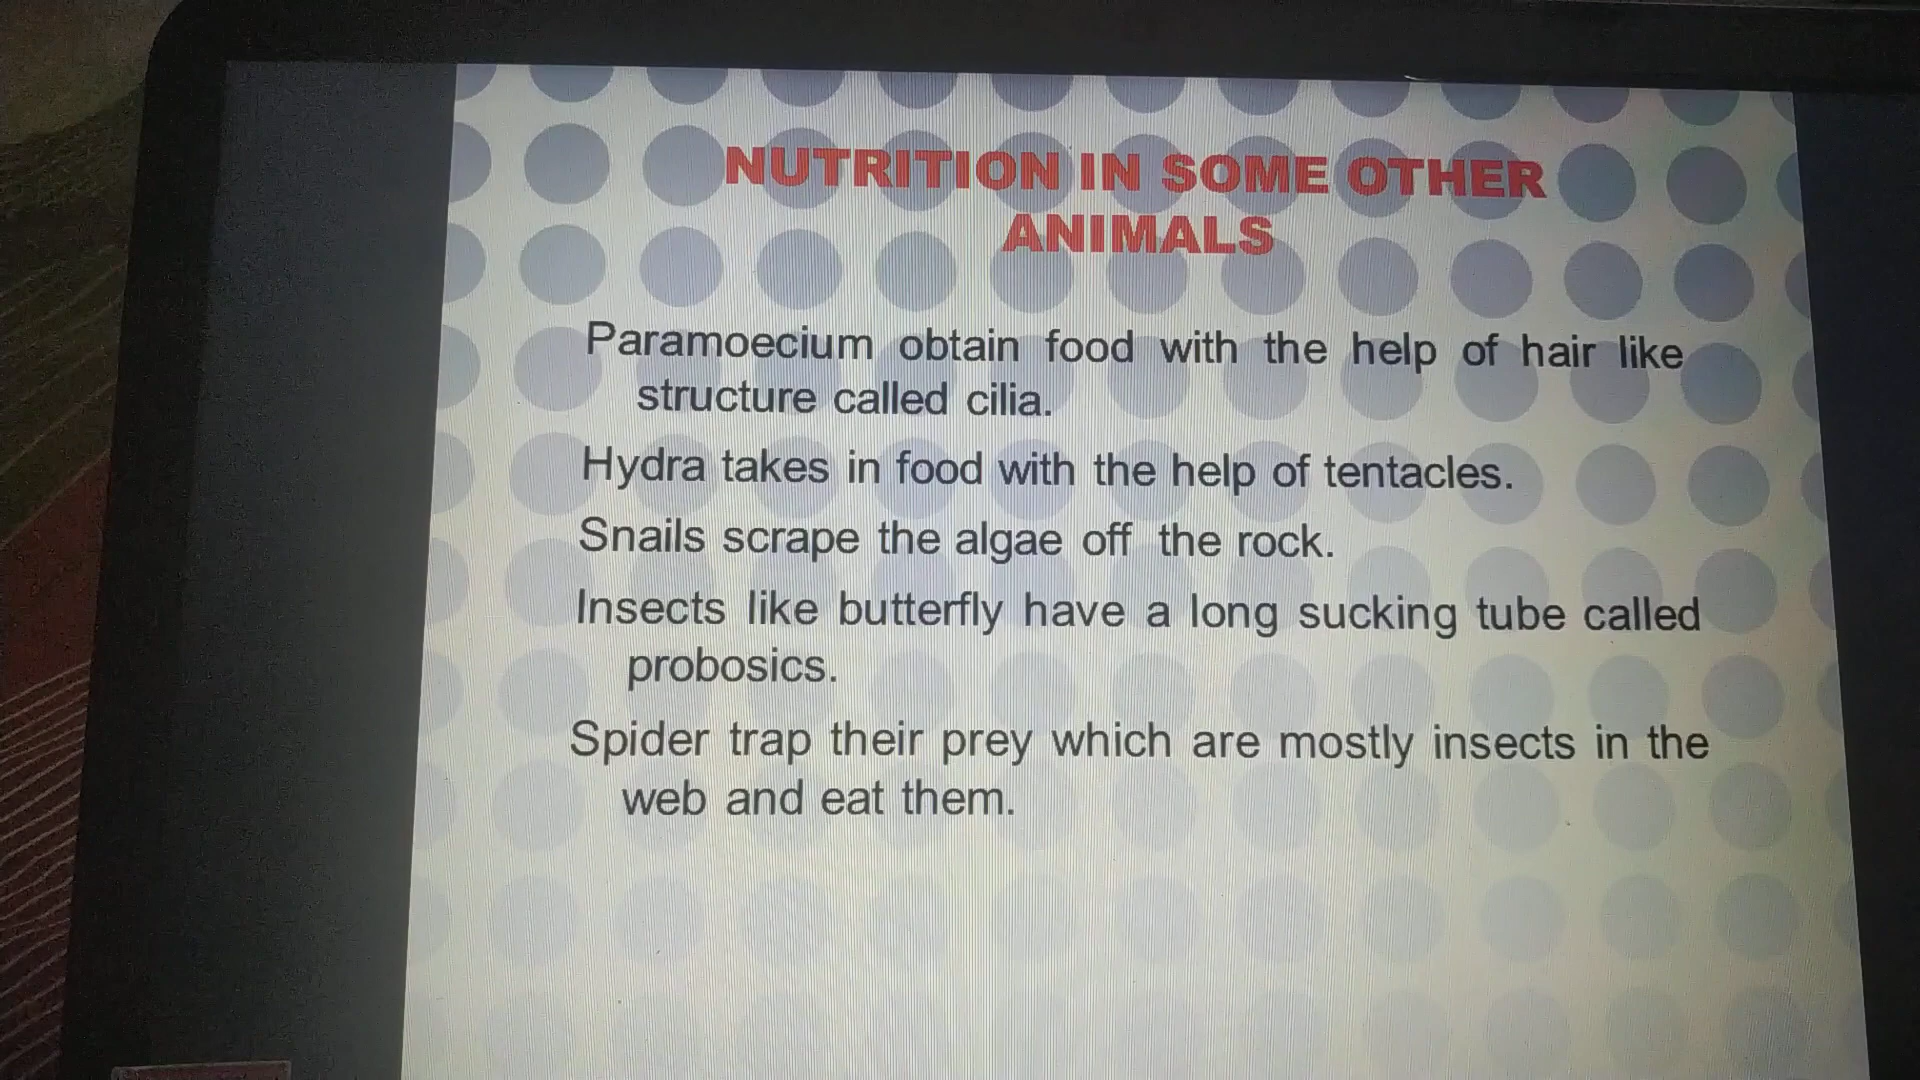 NUTRITION IN SOME OTHER
ANIMALS
Paramoecium obtain food with the help of hair like
structure called cilia.
Hydra takes in food with the help of tentacles.
Snails scrape the algae off the rock.
Insects like butterfly have a long sucking tube called
probosics.
Spider trap their prey which are mostly insects in the
web and eat them.